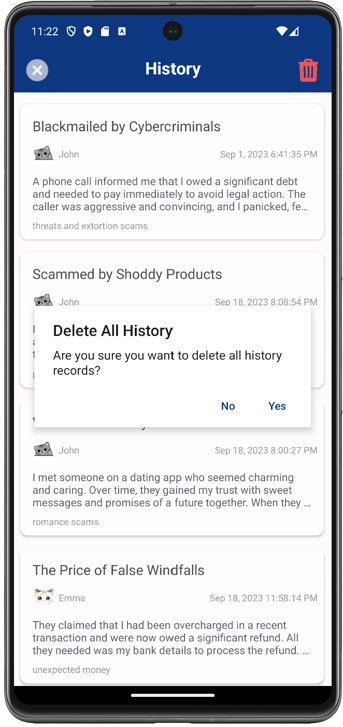 11:22
History
Blackmailed by Cybercriminals
John
Sep 1, 2023 6:41:35 PM
A phone call informed me that I owed a significant debt
and needed to pay immediately to avoid legal action. The
caller was aggressive and convincing, and I panicked, fe...
threats and extortion scams
Scammed by Shoddy Products
John
Sep 18, 2023 8:08:54 PM
Delete All History
Are you sure you want to delete all history
records?
No
Yes
John
Sep 18, 2023 8:00:27 PM
I met someone on a dating app who seemed charming
and caring. Over time, they gained my trust with sweet
messages and promises of a future together. When they ...
romance scams
The Price of False Windfalls
Emma
Sep 18, 2023 11:58:14 PM
They claimed that I had been overcharged in a recent
transaction and were now owed a significant refund. All
they needed was my bank details to process the refund. ...
unexpected money